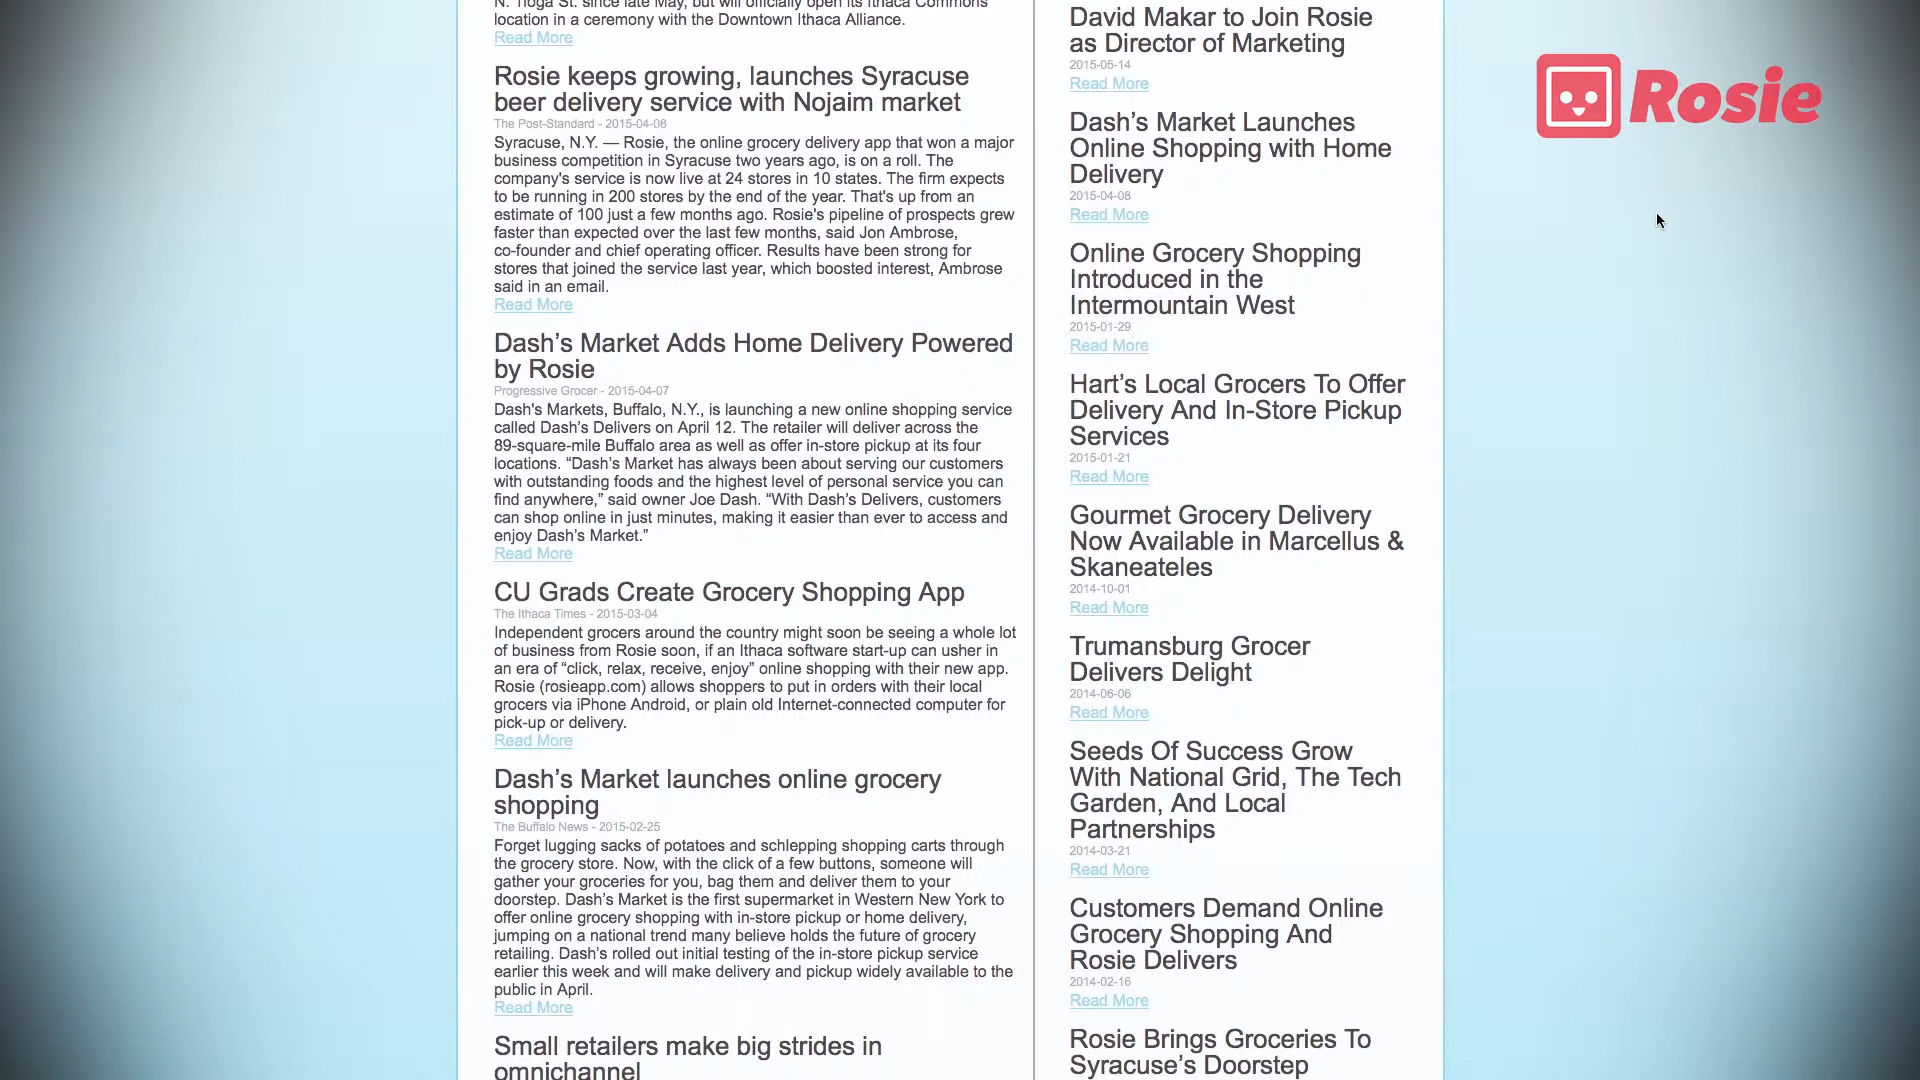 N. Tioga St. since late May, but will officially open its Ithaca Commons
location in a ceremony with the Downtown Ithaca Alliance.
Read More
Rosie keeps growing, launches Syracuse
beer delivery service with Nojaim market
The Post-Standard - 2015-04-08
Syracuse, N.Y. — Rosie, the online grocery delivery app that won a major
business competition in Syracuse two years ago, is on a roll. The
company's service is now live at 24 stores in 10 states. The firm expects
to be running in 200 stores by the end of the year. That's up from an
estimate of 100 just a few months ago. Rosie's pipeline of prospects grew
faster than expected over the last few months, said Jon Ambrose,
co-founder and chief operating officer. Results have been strong for
stores that joined the service last year, which boosted interest, Ambrose
said in an email.
Read More
Dash’s Market Adds Home Delivery Powered
by Rosie
Progressive Grocer - 2015-04-07
Dash's Markets, Buffalo, N.Y., is launching a new online shopping service
called Dash’s Delivers on April 12. The retailer will deliver across the
89-square-mile Buffalo area as well as offer in-store pickup at its four
locations. “Dash’s Market has always been about serving our customers
with outstanding foods and the highest level of personal service you can
find anywhere,” said owner Joe Dash. “With Dash’s Delivers, customers
can shop online in just minutes, making it easier than ever to access and
enjoy Dash’s Market.”
Read More
CU Grads Create Grocery Shopping App
The Ithaca Times - 2015-03-04
Independent grocers around the country might soon be seeing a whole lot
of business from Rosie soon, if an Ithaca software start-up can usher in
an era of “click, relax, receive, enjoy” online shopping with their new app.
Rosie (rosieapp.com) allows shoppers to put in orders with their local
grocers via iPhone Android, or plain old Internet-connected computer for
pick-up or delivery.
Read More
Dash’s Market launches online grocery
shopping
The Buffalo News - 2015-02-25
Forget lugging sacks of potatoes and schlepping shopping carts through
the grocery store. Now, with the click of a few buttons, someone will
gather your groceries for you, bag them and deliver them to your
doorstep. Dash’s Market is the first supermarket in Western New York to
offer online grocery shopping with in-store pickup or home delivery,
jumping on a national trend many believe holds the future of grocery
retailing. Dash’s rolled out initial testing of the in-store pickup service
earlier this week and will make delivery and pickup widely available to the
public in April.
Read More
Small retailers make big strides in
omnichannel
David Makar to Join Rosie
as Director of Marketing
2015-05-14
Read More
Dash’s Market Launches
Online Shopping with Home
Delivery
2015-04-08
Read More
Online Grocery Shopping
Introduced in the
Intermountain West
2015-01-29
Read More
Hart’s Local Grocers To Offer
Delivery And In-Store Pickup
Services
2015-01-21
Read More
Gourmet Grocery Delivery
Now Available in Marcellus &
Skaneateles
2014-10-01
Read More
Trumansburg Grocer
Delivers Delight
2014-06-06
Read More
Seeds Of Success Grow
With National Grid, The Tech
Garden, And Local
Partnerships
2014-03-21
Read More
Customers Demand Online
Grocery Shopping And
Rosie Delivers
2014-02-16
Read More
Rosie Brings Groceries To
Syracuse’s Doorstep
Rosie